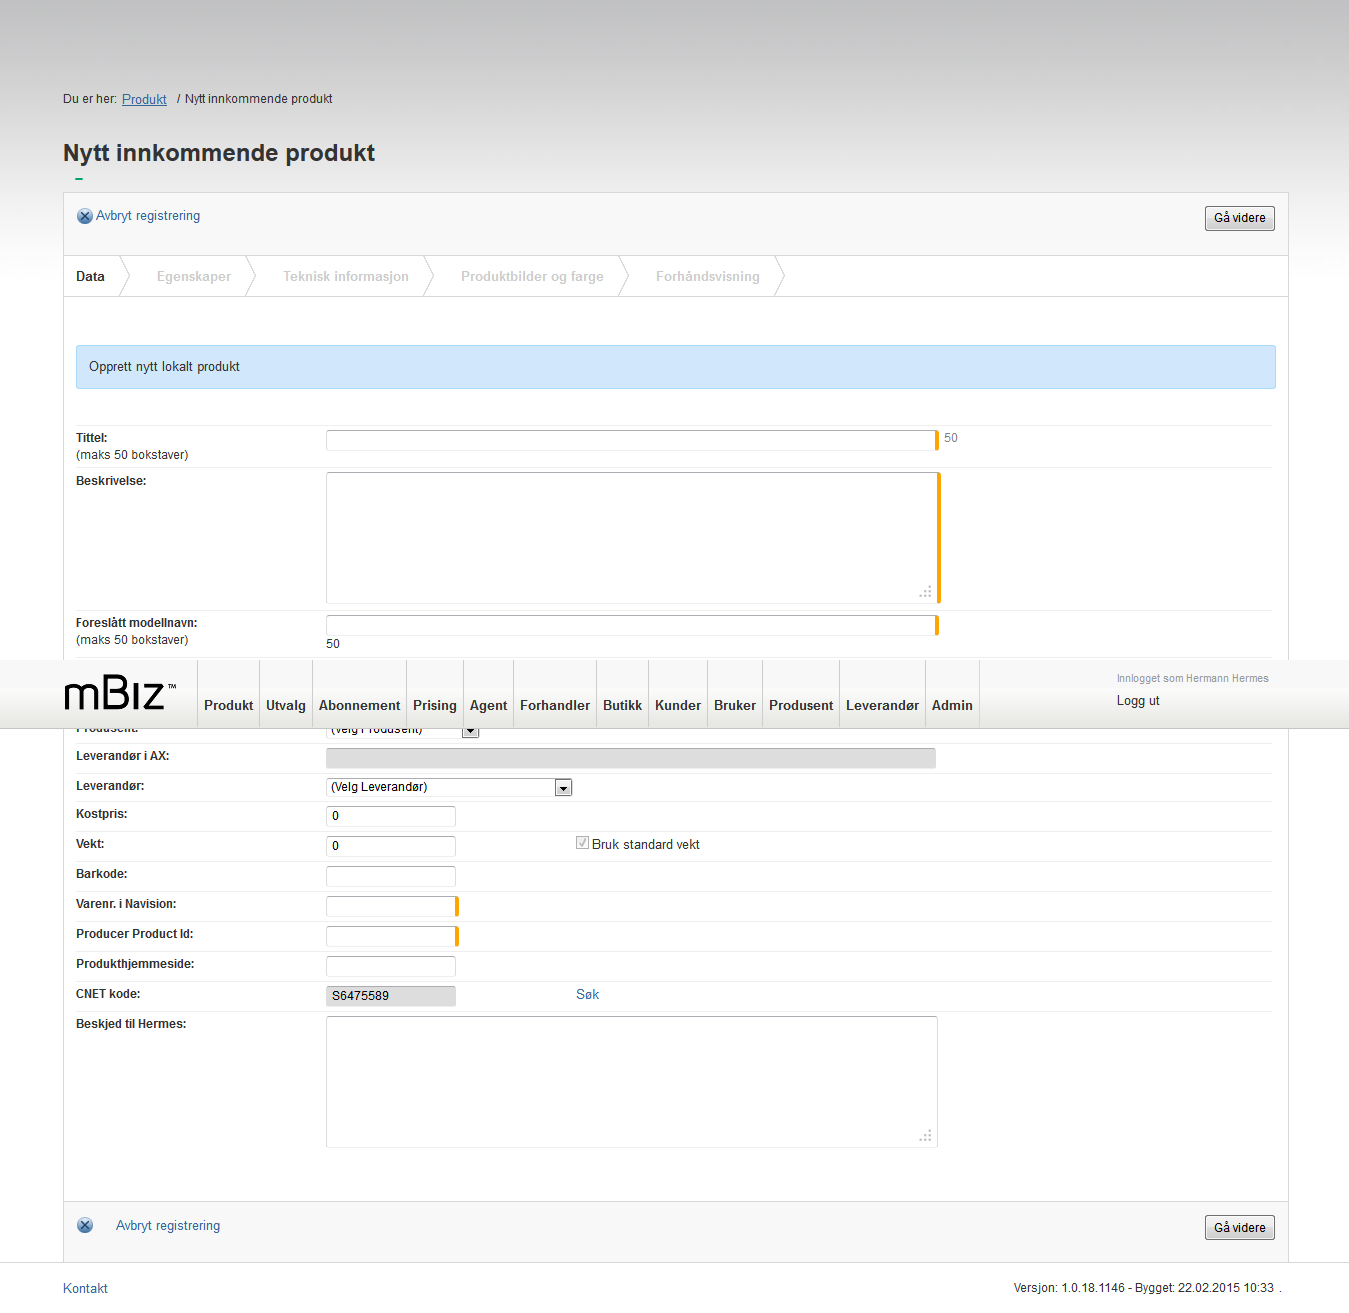 Du er her: Produkt / Nytt innkommende produkt
Nytt innkommende produkt
Avbryt registrering
Gå videre
Data Egenskaper Teknisk informasjon Produktbilder og farge Forhåndsvisning
Opprett nytt lokalt produkt
Tittel: 50
(maks 50 bokstaver)
Beskrivelse:
Foreslått modellnavn:
(maks 50 bokstaver)
50
mBiz™ Produkt Utvalg Abonnement Prising Agent Forhandler Butikk Kunder Bruker Produsent Leverandør Admin
Innlogget som Hermann Hermes
Logg ut
Produsent: (Velg Produsent)
Leverandør i AX:
Leverandør: (Velg Leverandør)
Kostpris: 0
Vekt: 0 Bruk standard vekt
Barkode:
Varenr. i Navision:
Producer Product Id:
Produkthjemmeside:
CNET kode: S6475589 Søk
Beskjed til Hermes:
Avbryt registrering
Gå videre
Kontakt
Versjon: 1.0.18.1146 - Bygget: 22.02.2015 10:33 .